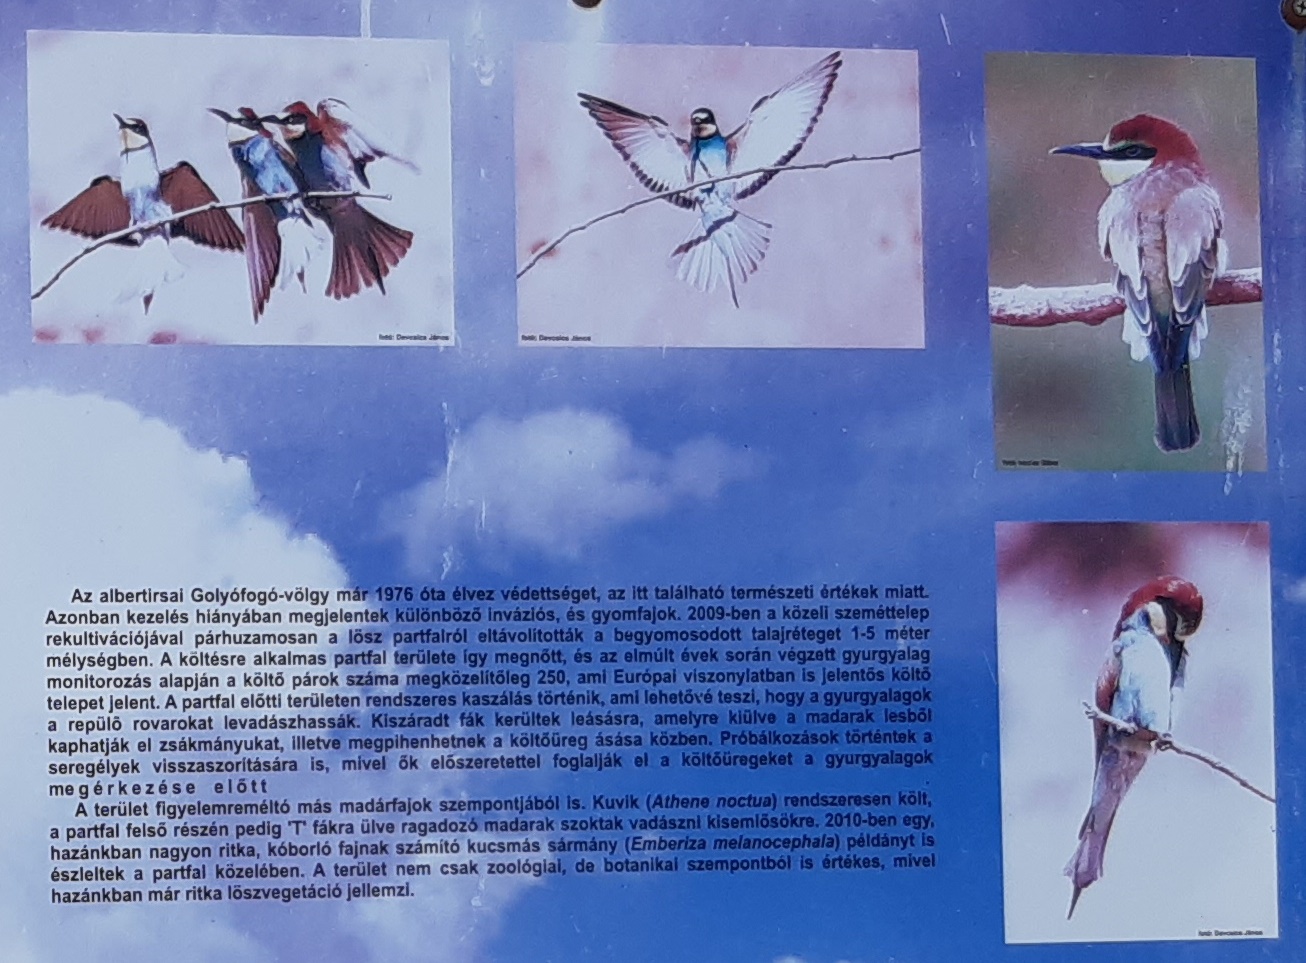 fotó: Devosics János
fotó: Devosics János
Az albertirsai Golyófogó-völgy már 1976 óta élvez védettséget, az itt található természeti értékek miatt.
Azonban kezelés hiányában megjelentek különböző inváziós, és gyomfajok. 2009-ben a közeli szeméttelep
rekultivációjával párhuzamosan a lösz partfalról eltávolították a begyomosodott talajréteget 1-5 méter
mélységben. A költésre alkalmas partfal területe így megnőtt, és az elmúlt évek során végzett gyurgyalag
monitorozás alapján a költő párok száma megközelítőleg 250, ami Európai viszonylatban is jelentős költő
telepet jelent. A partfal előtti területen rendszeres kaszálás történik, ami lehetővé teszi, hogy a gyurgyalagok
a repülő rovarokat levadászhassák. Kiszáradt fák kerültek leásásra, amelyre kiülve a madarak lesből
kaphatják el zsákmányukat, illetve megpihenhetnek a költőüreg ásása közben. Próbálkozások történtek a
seregélyek visszaszorítására is, mivel ők előszeretettel foglalják el a költőüregeket a gyurgyalagok
megérkezése előtt
A terület figyelemreméltó más madárfajok szempontjából is. Kuvik (Athene noctua) rendszeresen költ,
a partfal felső részén pedig 'T' fákra ülve ragadozó madarak szoktak vadászni kisemlősökre. 2010-ben egy,
hazánkban nagyon ritka, kóborló fajnak számító kucsmás sármány (Emberiza melanocephala) példányt is
észleltek a partfal közelében. A terület nem csak zoológiai, de botanikai szempontból is értékes, mivel
hazánkban már ritka löszvegetáció jellemzi.
fotó: Devosics János